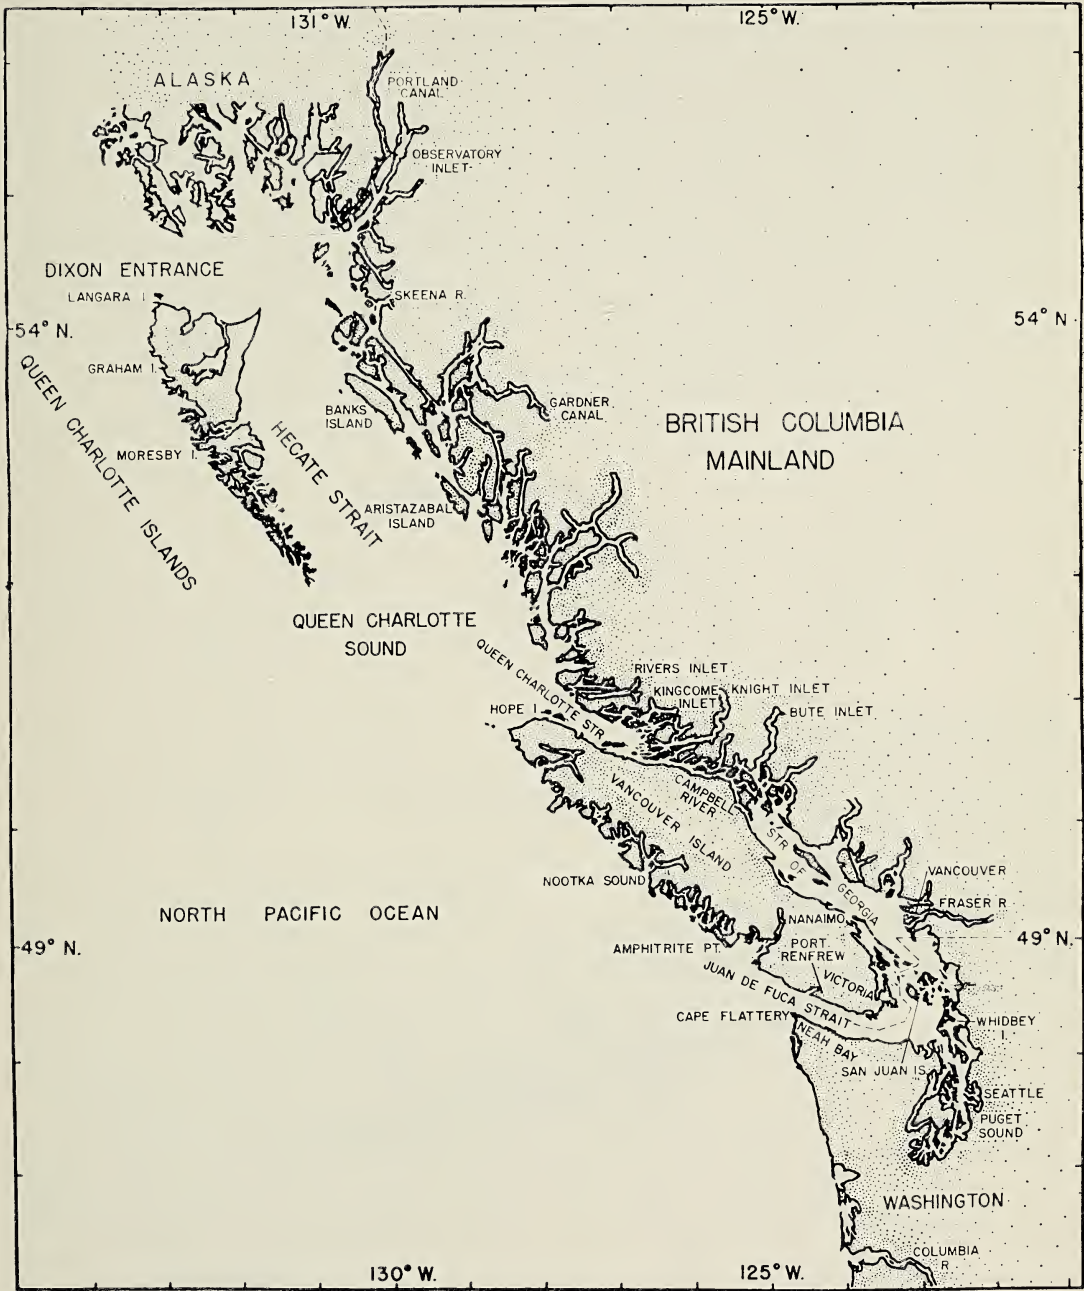 131° W.
125° W.
ALASKA
PORTLAND
CANAL
OBSERVATORY
INLET
DIXON ENTRANCE
LANGARA I.
SKEENA R.
54° N.
54° N
GRAHAM I.
QUEEN CHARLOTTE ISLANDS
BANKS
ISLAND
GARDNER
CANAL
BRITISH COLUMBIA
MAINLAND
MORESBY I.
HECATE STRAIT
ARISTAZABAL
ISLAND
QUEEN CHARLOTTE
SOUND
QUEEN CHARLOTTE STR
RIVERS INLET
KINGCOME
INLET
KNIGHT INLET
BUTE INLET
HOPE I.
CAMPBELL
RIVER
VANCOUVER ISLAND
STR OF GEORGIA
NOOTKA SOUND
VANCOUVER
FRASER R
NORTH PACIFIC OCEAN
NANAIMO
49° N.
49° N.
AMPHITRITE PT.
PORT
RENFREW
VICTORIA
JUAN DE FUCA STRAIT
CAPE FLATTERY
NEAH BAY
WHIDBEY
I.
SAN JUAN IS.
SEATTLE
PUGET
SOUND
WASHINGTON
COLUMBIA
R
130° W.
125° W.